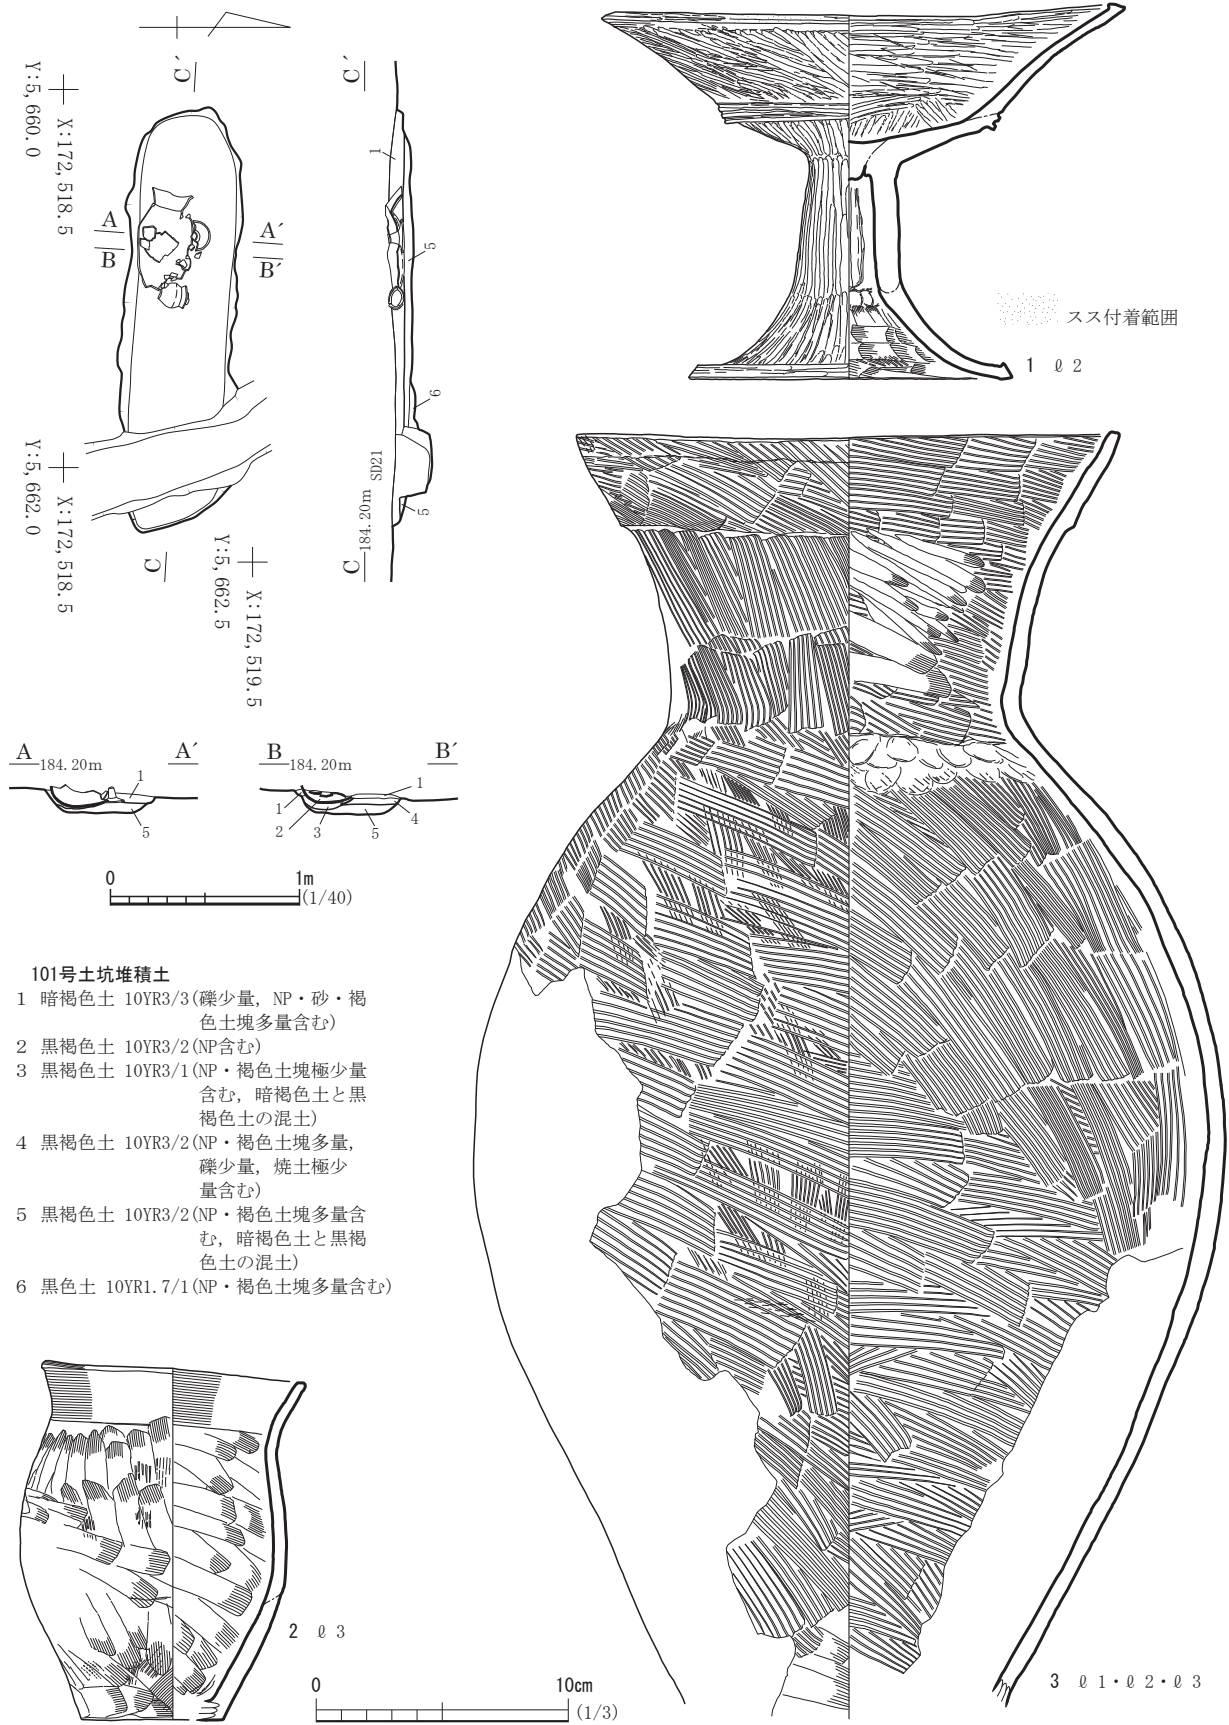 C´
C´
Y:5,660.0
X:172,518.5
A
A´
B
B´
1
5
6
5
SD21
184.20m
C
Y:5,662.0
X:172,518.5
C
Y:5,662.5
X:172,519.5
A
184.20m
A´
1
5
B
184.20m
B´
1
1
2
3
5
4
0
1m
(1/40)
101号土坑堆積土
1 暗褐色土 10YR3/3(礫少量，NP・砂・褐
色土塊多量含む)
2 黒褐色土 10YR3/2(NP含む)
3 黒褐色土 10YR3/1(NP・褐色土塊極少量
含む，暗褐色土と黒
褐色土の混土)
4 黒褐色土 10YR3/2(NP・褐色土塊多量，
礫少量，焼土極少
量含む)
5 黒褐色土 10YR3/2(NP・褐色土塊多量含
む，暗褐色土と黒褐
色土の混土)
6 黒色土 10YR1.7/1(NP・褐色土塊多量含む)
スス付着範囲
1 ℓ 2
2 ℓ 3
3 ℓ 1・ℓ 2・ℓ 3
0
10cm
(1/3)